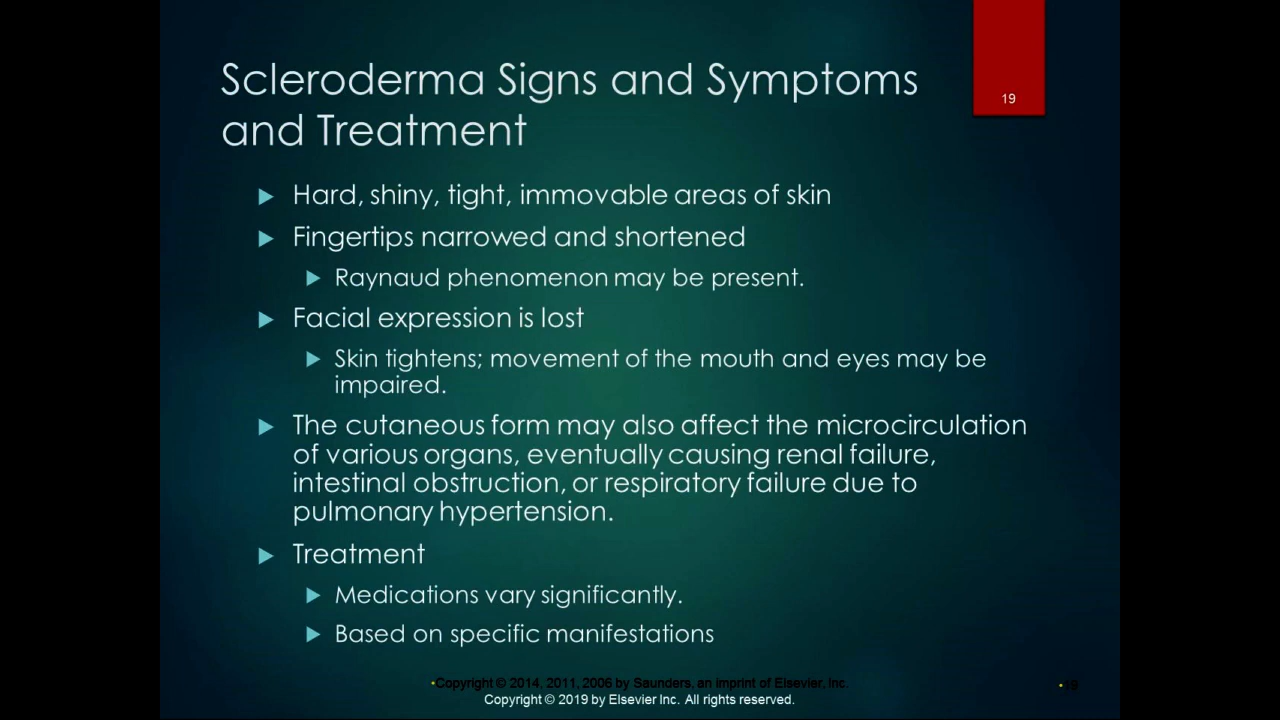 Scleroderma Signs and Symptoms
and Treatment
19
Hard, shiny, tight, immovable areas of skin
Fingertips narrowed and shortened
Raynaud phenomenon may be present.
Facial expression is lost
Skin tightens; movement of the mouth and eyes may be
impaired.
The cutaneous form may also affect the microcirculation
of various organs, eventually causing renal failure,
intestinal obstruction, or respiratory failure due to
pulmonary hypertension.
Treatment
Medications vary significantly.
Based on specific manifestations
•Copyright © 2014, 2011, 2006 by Saunders, an imprint of Elsevier, Inc.
•19
Copyright © 2019 by Elsevier Inc. All rights reserved.